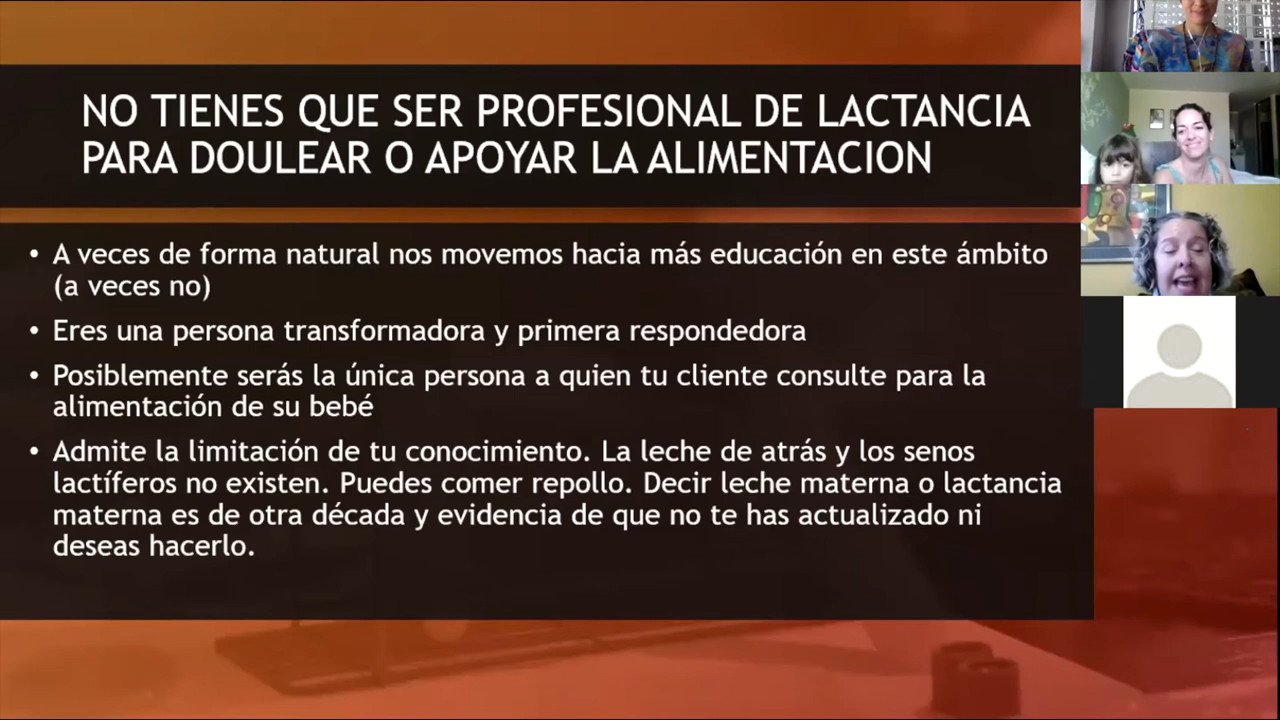 NO TIENES QUE SER PROFESIONAL DE LACTANCIA
PARA DOULEAR O APOYAR LA ALIMENTACION
• A veces de forma natural nos movemos hacia más educación en este ámbito
(a veces no)
• Eres una persona transformadora y primera respondedora
• Posiblemente serás la única persona a quien tu cliente consulte para la
alimentación de su bebé
• Admite la limitación de tu conocimiento. La leche de atrás y los senos
lactíferos no existen. Puedes comer repollo. Decir leche materna o lactancia
materna es de otra década y evidencia de que no te has actualizado ni
deseas hacerlo.